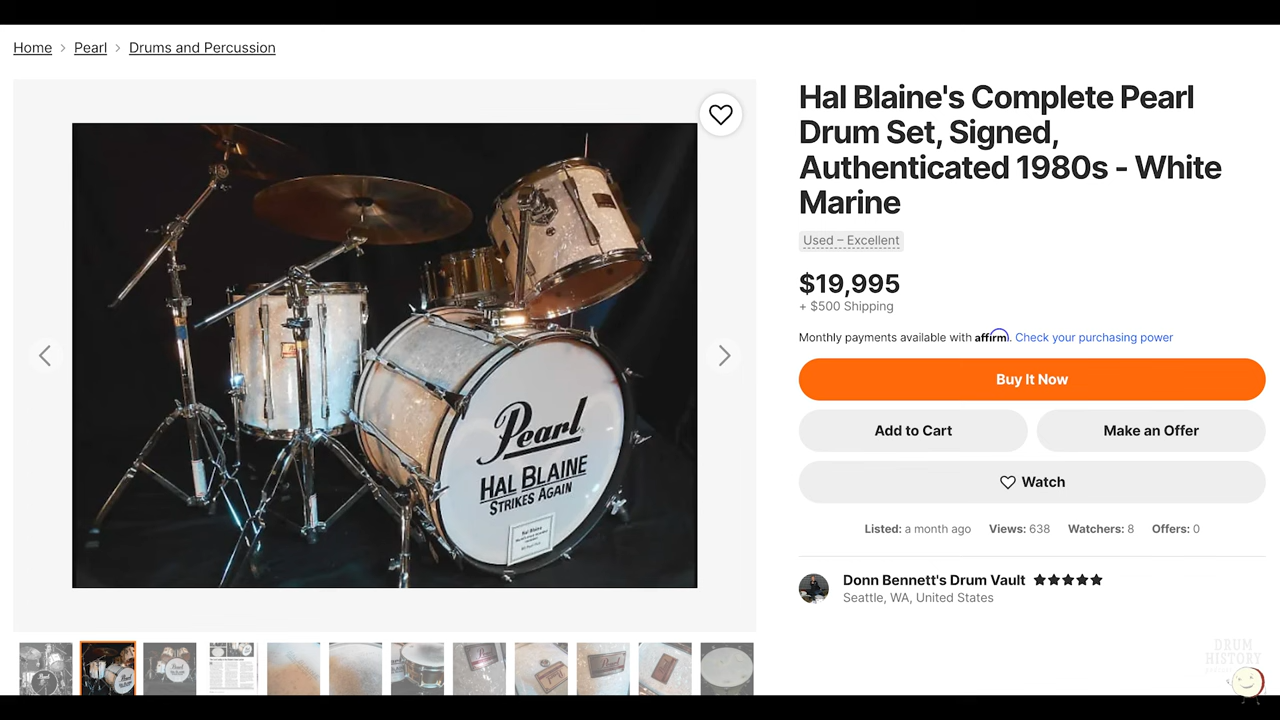 Home > Pearl > Drums and Percussion
Hal Blaine's Complete Pearl
Drum Set, Signed,
Authenticated 1980s - White
Marine
Used – Excellent
$19,995
+ $500 Shipping
Monthly payments available with affirm. Check your purchasing power
Buy It Now
Add to Cart
Make an Offer
Watch
Listed: a month ago Views: 638 Watchers: 8 Offers: 0
Donn Bennett's Drum Vault ★★★★★
Seattle, WA, United States
Pearl
HAL BLAINE
STRIKES AGAIN
Hal Blaine
Pearl
DRUM
HISTORY